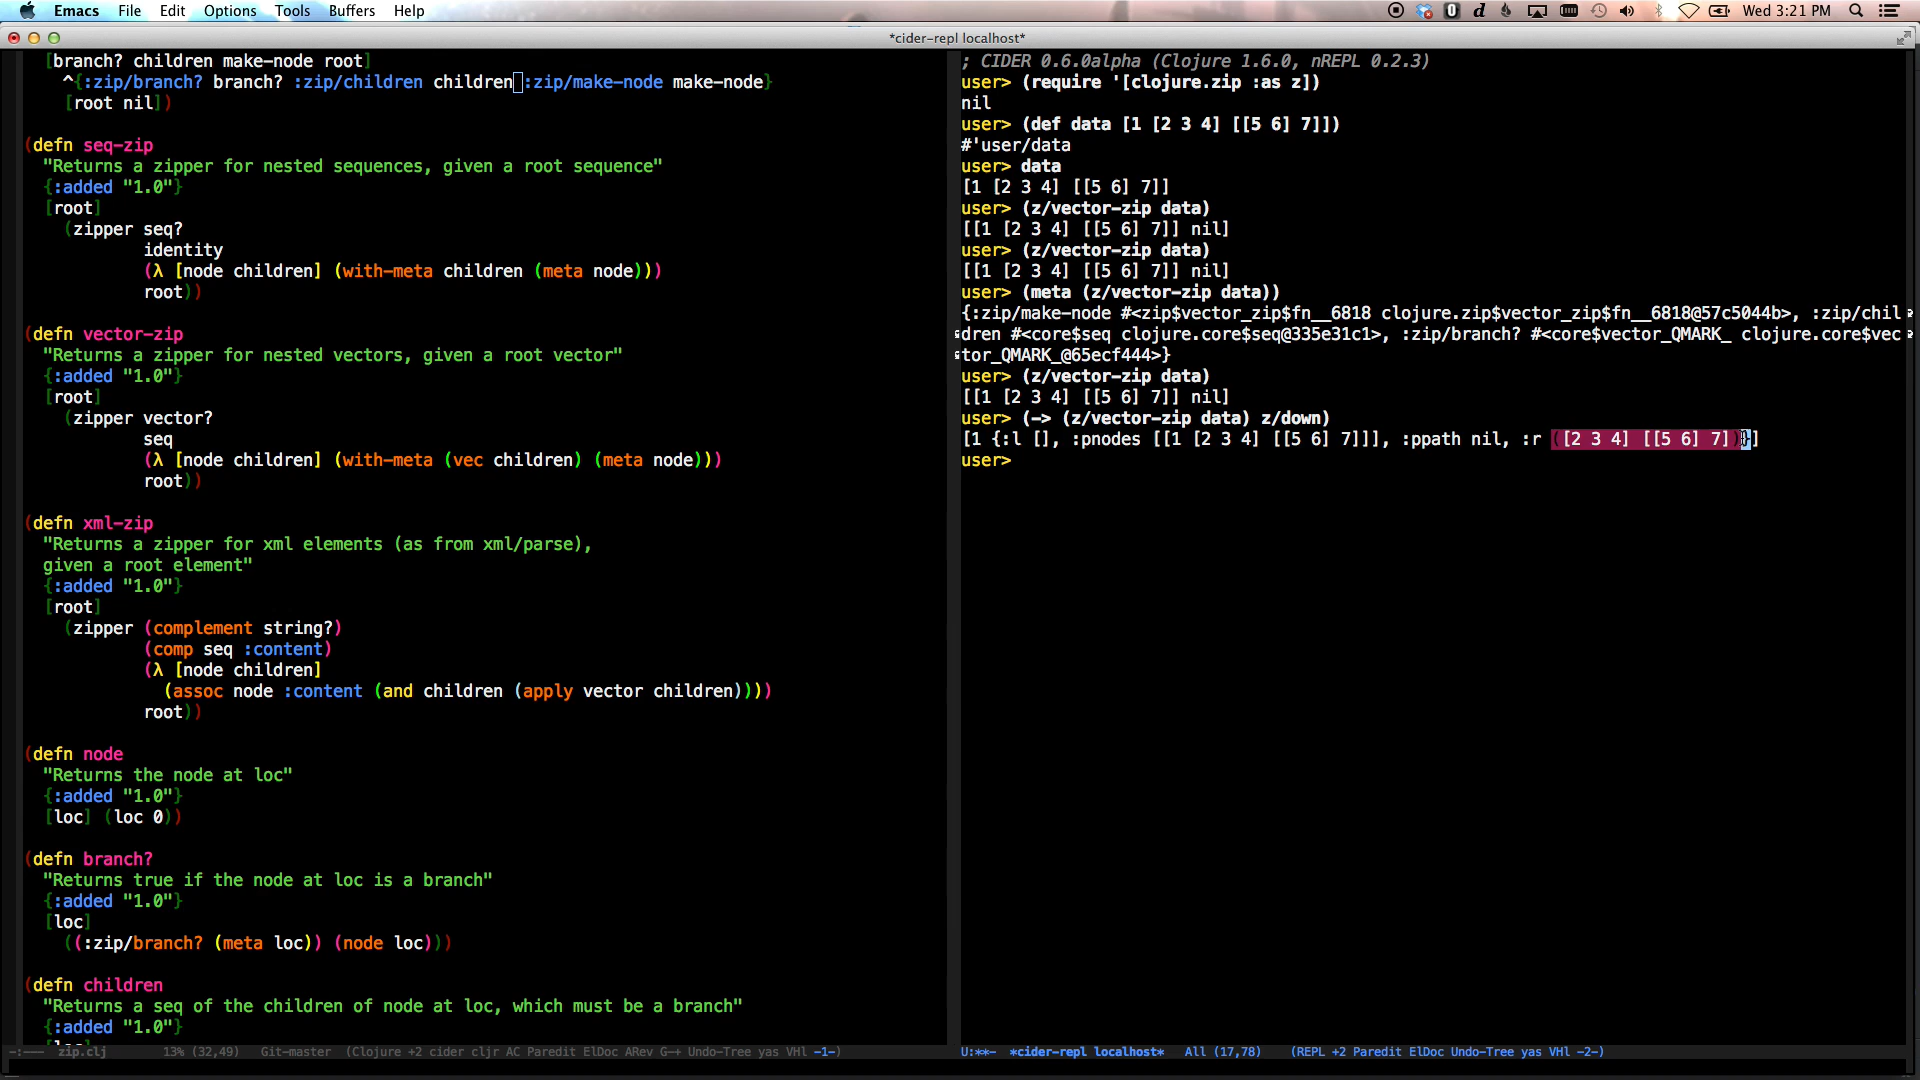 Emacs File Edit Options Tools Buffers Help
Wed 3:21 PM
*cider-repl localhost*
[branch? children make-node root]
^{:zip/branch? branch? :zip/children children :zip/make-node make-node}
[root nil])
(defn seq-zip
"Returns a zipper for nested sequences, given a root sequence"
{:added "1.0"}
[root]
(zipper seq?
identity
(λ [node children] (with-meta children (meta node)))
root))
(defn vector-zip
"Returns a zipper for nested vectors, given a root vector"
{:added "1.0"}
[root]
(zipper vector?
seq
(λ [node children] (with-meta (vec children) (meta node)))
root))
(defn xml-zip
"Returns a zipper for xml elements (as from xml/parse),
given a root element"
{:added "1.0"}
[root]
(zipper (complement string?)
(comp seq :content)
(λ [node children]
(assoc node :content (and children (apply vector children))))
root))
(defn node
"Returns the node at loc"
{:added "1.0"}
[loc] (loc 0))
(defn branch?
"Returns true if the node at loc is a branch"
{:added "1.0"}
[loc]
((:zip/branch? (meta loc)) (node loc)))
(defn children
"Returns a seq of the children of node at loc, which must be a branch"
{:added "1.0"}
-:--- zip.clj 13% (32,49) Git-master (Clojure +2 cider cljr AC Paredit ElDoc ARev G-+ Undo-Tree yas VHl -1-)
; CIDER 0.6.0alpha (Clojure 1.6.0, nREPL 0.2.3)
user> (require '[clojure.zip :as z])
nil
user> (def data [1 [2 3 4] [[5 6] 7]])
#'user/data
user> data
[1 [2 3 4] [[5 6] 7]]
user> (z/vector-zip data)
[[1 [2 3 4] [[5 6] 7]] nil]
user> (z/vector-zip data)
[[1 [2 3 4] [[5 6] 7]] nil]
user> (meta (z/vector-zip data))
{:zip/make-node #<zip$vector_zip$fn__6818 clojure.zip$vector_zip$fn__6818@57c5044b>, :zip/chil
dren #<core$seq clojure.core$seq@335e31c1>, :zip/branch? #<core$vector_QMARK_ clojure.core$vec
tor_QMARK_@65ecf444>}
user> (z/vector-zip data)
[[1 [2 3 4] [[5 6] 7]] nil]
user> (-> (z/vector-zip data) z/down)
[1 {:l [], :pnodes [[1 [2 3 4] [[5 6] 7]]], :ppath nil, :r ([2 3 4] [[5 6] 7])}]
user>
U:**- *cider-repl localhost* All (17,78) (REPL +2 Paredit ElDoc Undo-Tree yas VHl -2-)